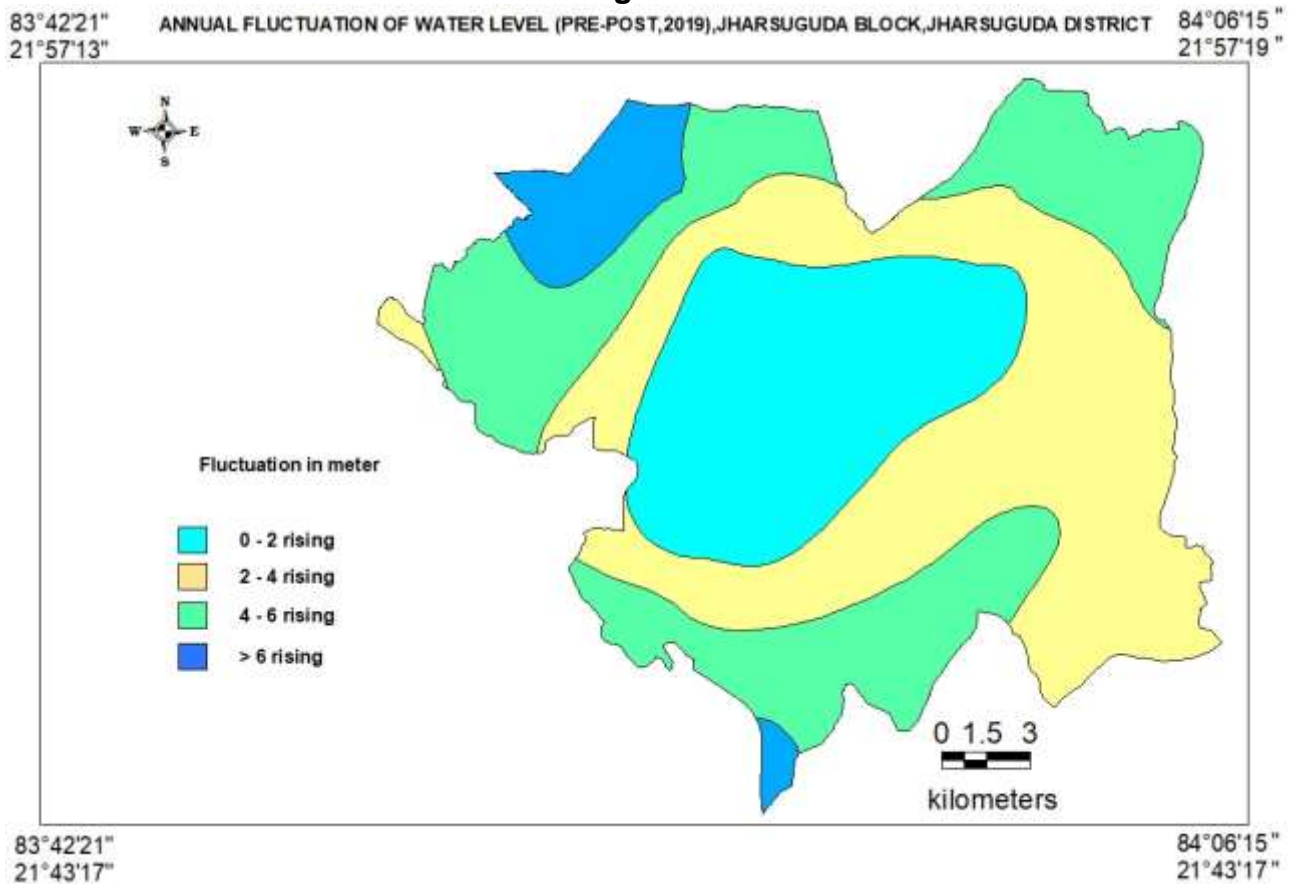 83°42'21"
21°57'13"
ANNUAL FLUCTUATION OF WATER LEVEL (PRE-POST,2019),JHARSUGUDA BLOCK,JHARSUGUDA DISTRICT
84°06'15"
21°57'19"
N
W E
S
Fluctuation in meter
0 - 2 rising
2 - 4 rising
4 - 6 rising
> 6 rising
0 1.5 3
kilometers
83°42'21"
21°43'17"
84°06'15"
21°43'17"